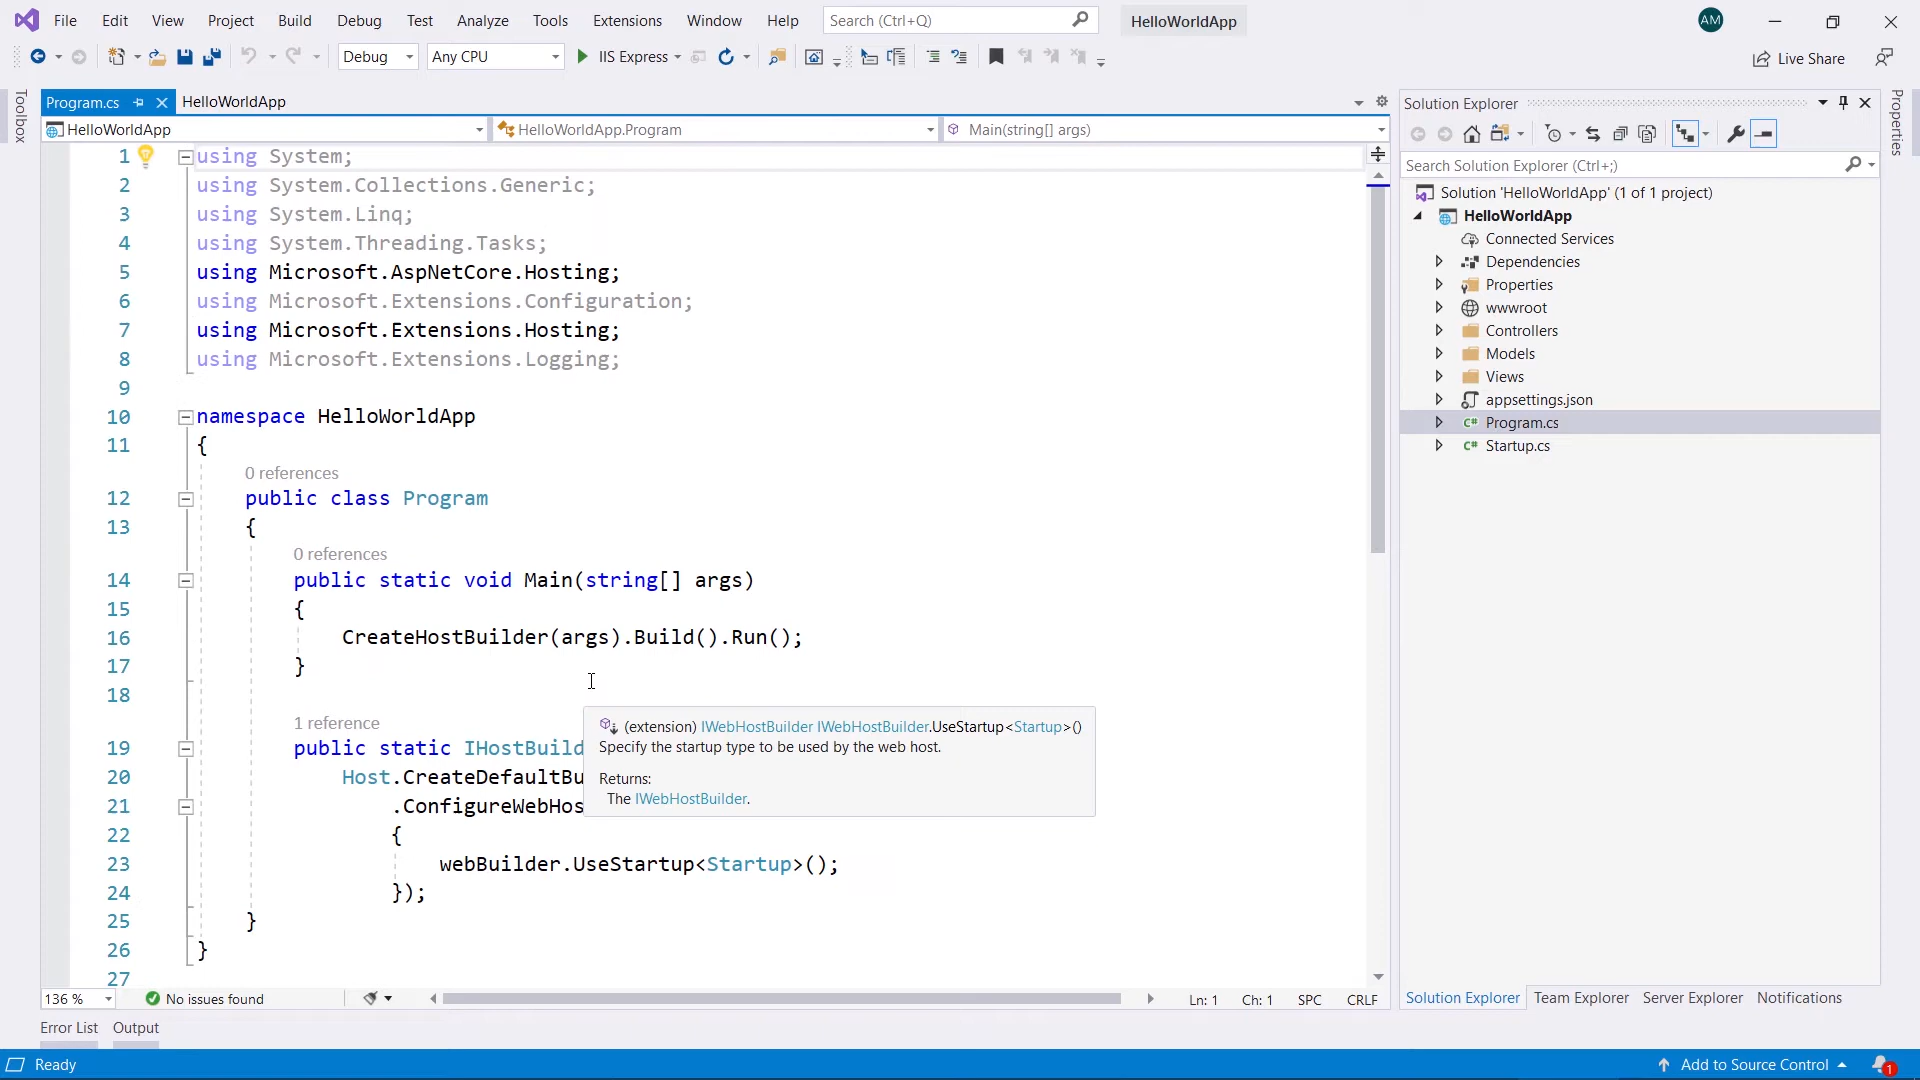 File Edit View Project Build Debug Test Analyze Tools Extensions Window Help Search (Ctrl+Q) HelloWorldApp AM
Debug Any CPU IIS Express Live Share
Toolbox
Program.cs HelloWorldApp
HelloWorldApp HelloWorldApp.Program Main(string[] args)
1 using System;
2 using System.Collections.Generic;
3 using System.Linq;
4 using System.Threading.Tasks;
5 using Microsoft.AspNetCore.Hosting;
6 using Microsoft.Extensions.Configuration;
7 using Microsoft.Extensions.Hosting;
8 using Microsoft.Extensions.Logging;
9
10 namespace HelloWorldApp
11 {
0 references
12 public class Program
13 {
0 references
14 public static void Main(string[] args)
15 {
16 CreateHostBuilder(args).Build().Run();
17 }
18
1 reference
19 public static IHostBuild
20 Host.CreateDefaultBu
21 .ConfigureWebHos
22 {
23 webBuilder.UseStartup<Startup>();
24 });
25 }
26 }
27
(extension) IWebHostBuilder IWebHostBuilder.UseStartup<Startup>()
Specify the startup type to be used by the web host.
Returns:
The IWebHostBuilder.
136 % No issues found Ln: 1 Ch: 1 SPC CRLF
Solution Explorer
Search Solution Explorer (Ctrl+;)
Solution 'HelloWorldApp' (1 of 1 project)
HelloWorldApp
Connected Services
Dependencies
Properties
wwwroot
Controllers
Models
Views
appsettings.json
C# Program.cs
C# Startup.cs
Solution Explorer Team Explorer Server Explorer Notifications
Properties
Error List Output
Ready Add to Source Control 1